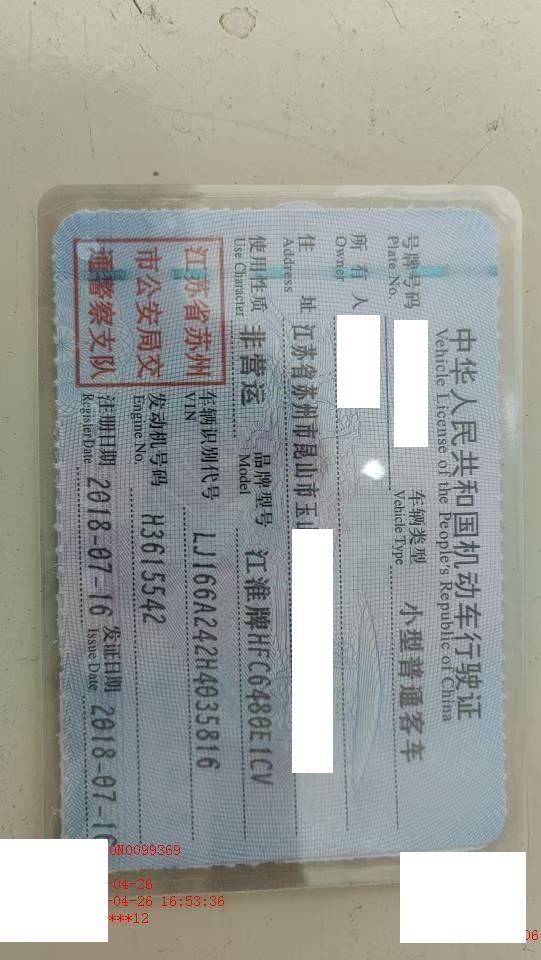 中华人民共和国机动车行驶证
Vehicle License of the People's Republic of China
号牌号码
Plate No.
车辆类型 小型普通客车
Vehicle Type
所有人
Owner
住址 江苏省苏州市昆山市玉山
Address
使用性质 非营运
Use Character
品牌型号 江淮牌HFC6480E1CV
Model
江苏省苏州
市公安局交
通警察支队
车辆识别代号 LJ166A242H4035816
VIN
发动机号码 H3615542
Engine No.
注册日期 2018-07-16 发证日期 2018-07-16
Register Date Issue Date
0N0099369
-04-26
-04-26 16:53:36
***12
06